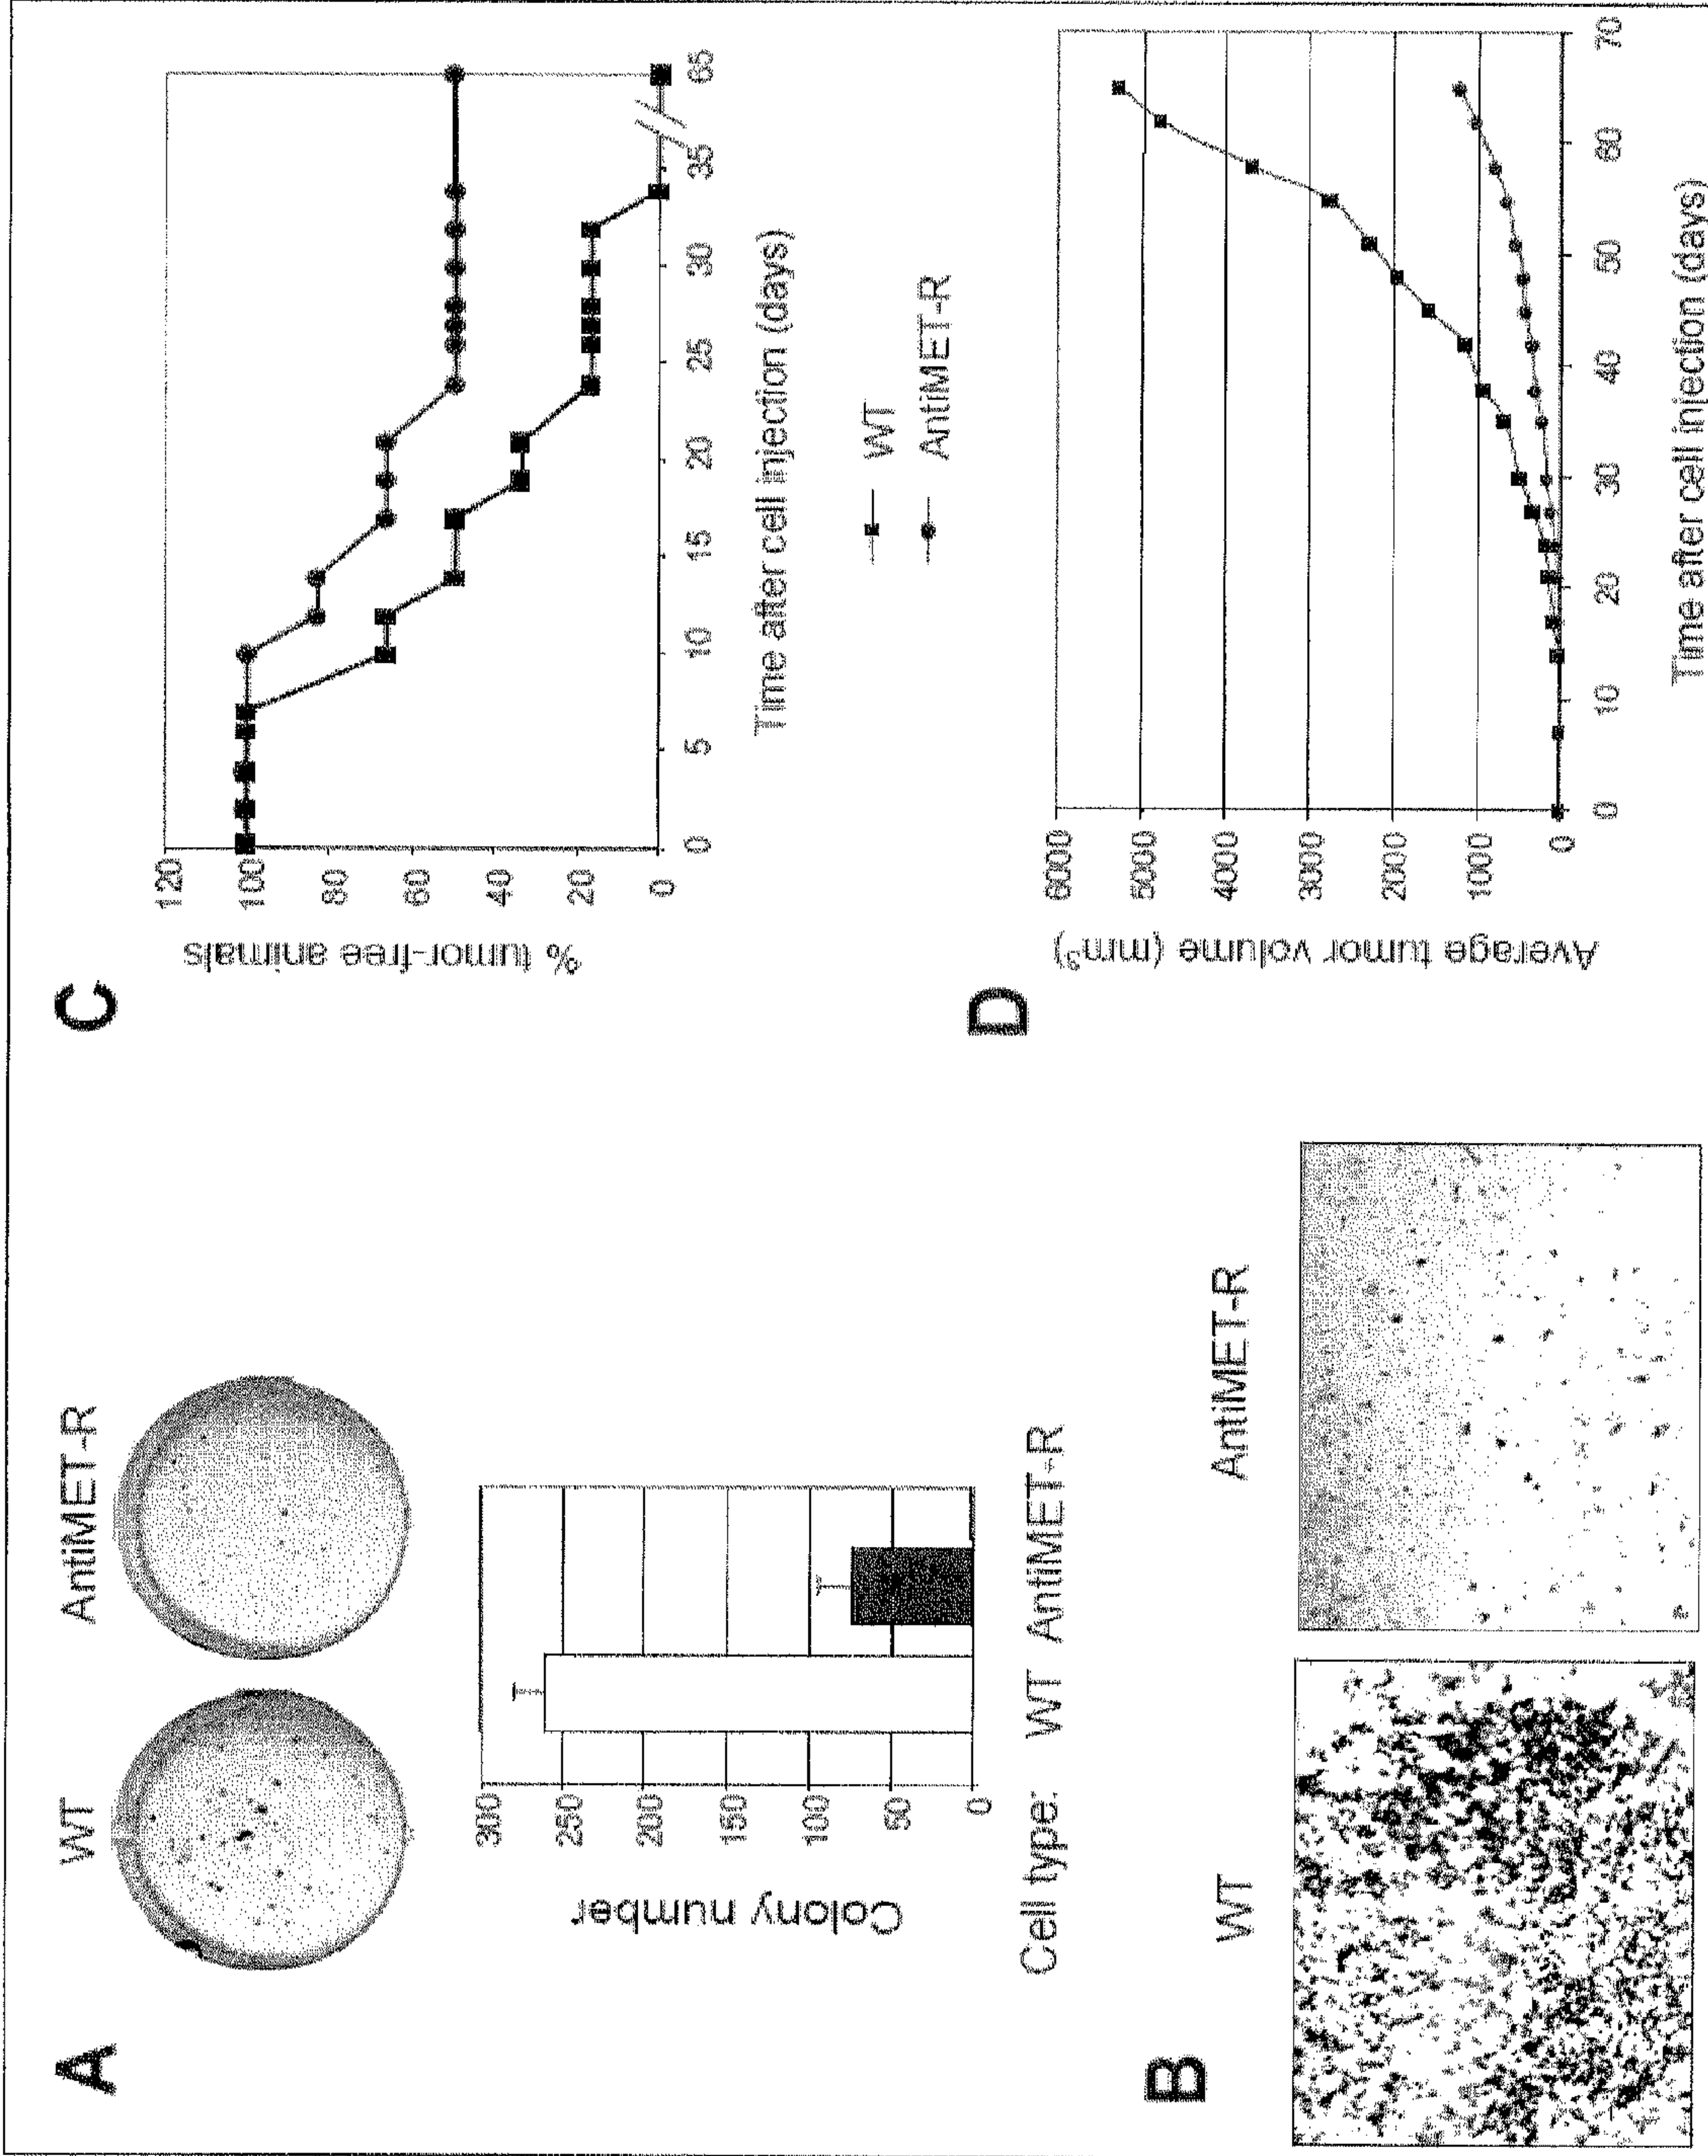 A
WT AntiMET-R
300
250
200
150
100
50
0
Colony number
Cell type: WT AntiMET-R
B
WT AntiMET-R
C
120
100
80
60
40
20
0
% tumor-free animals
0 5 10 15 20 25 30 35 65
Time after cell injection (days)
WT
AntiMET-R
D
6000
5000
4000
3000
2000
1000
0
Average tumor volume (mm³)
0 10 20 30 40 50 60 70
Time after cell injection (days)